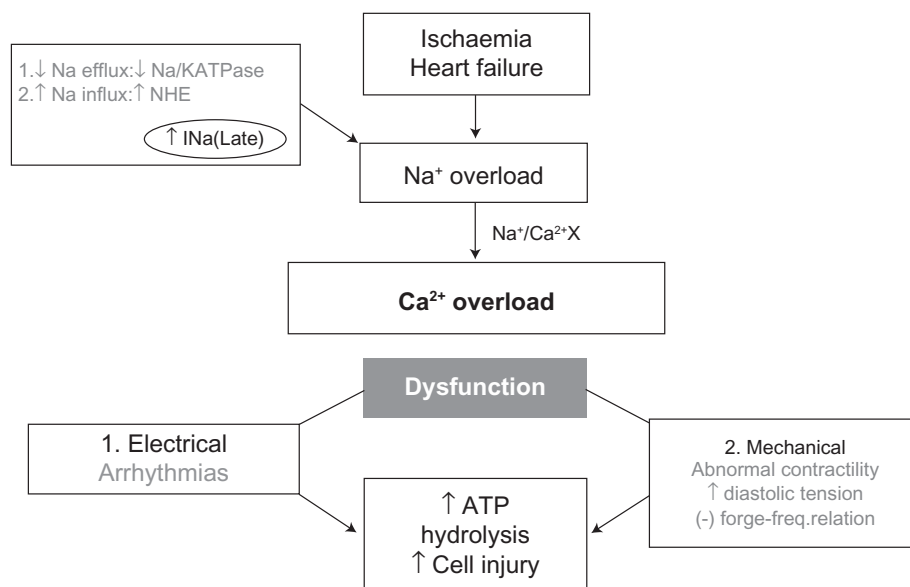 Ischaemia
Heart failure
1.↓ Na efflux:↓ Na/KATPase
2.↑ Na influx:↑ NHE
↑ INa(Late)
Na⁺ overload
Na⁺/Ca²⁺X
Ca²⁺ overload
Dysfunction
1. Electrical
Arrhythmias
2. Mechanical
Abnormal contractility
↑ diastolic tension
(-) forge-freq.relation
↑ ATP
hydrolysis
↑ Cell injury